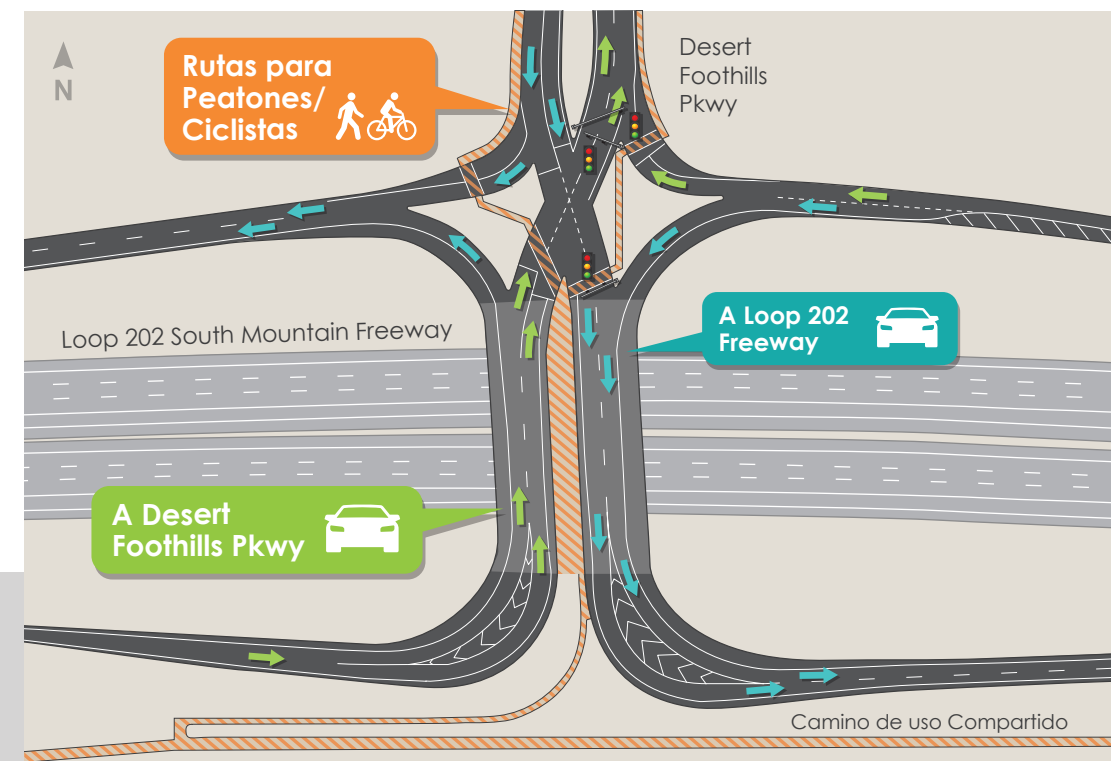 N
Rutas para
Peatones/
Ciclistas
Desert
Foothills
Pkwy
Loop 202 South Mountain Freeway
A Loop 202
Freeway
A Desert
Foothills Pkwy
Camino de uso Compartido